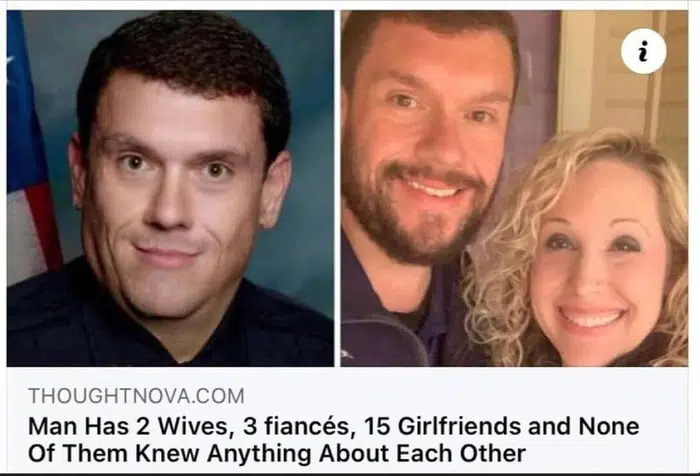 i
THOUGHTNOVA.COM
Man Has 2 Wives, 3 fiancés, 15 Girlfriends and None
Of Them Knew Anything About Each Other